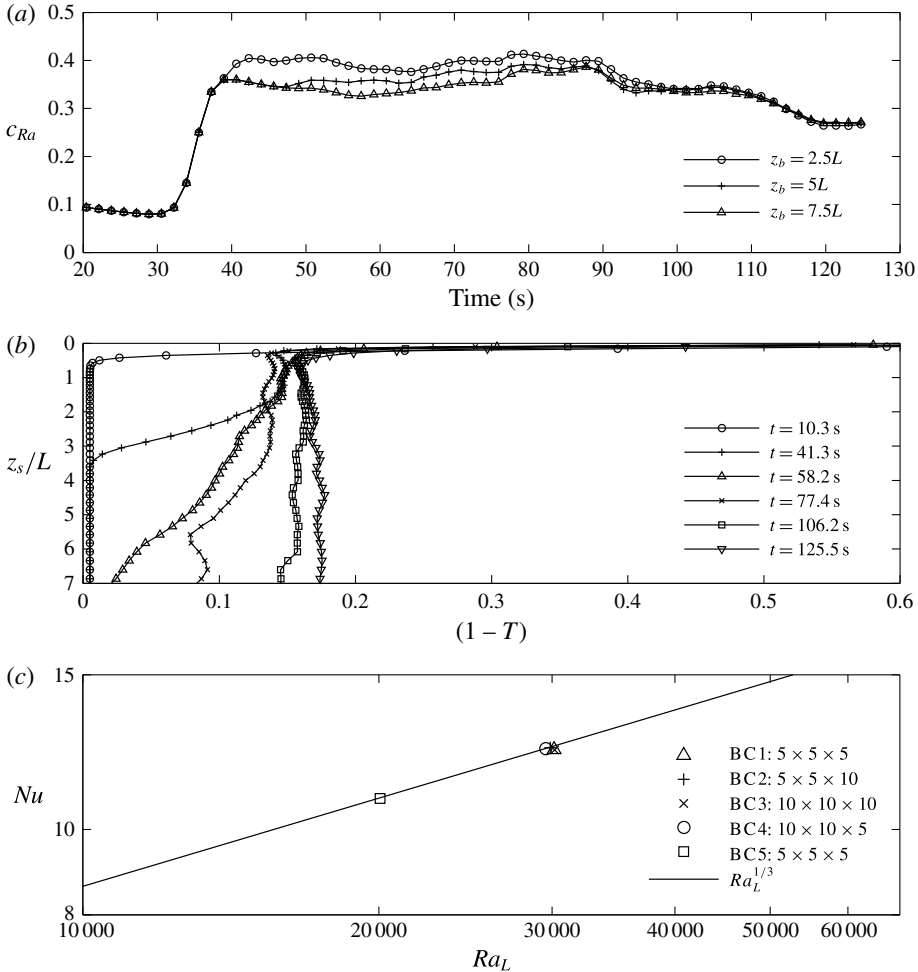 (a)
0.5
0.4
0.3
0.2
0.1
0
c_Ra
z_b = 2.5L
z_b = 5L
z_b = 7.5L
20 30 40 50 60 70 80 90 100 110 120 130
Time (s)
(b)
0
1
2
3
4
5
6
7
z_s/L
t = 10.3 s
t = 41.3 s
t = 58.2 s
t = 77.4 s
t = 106.2 s
t = 125.5 s
0 0.1 0.2 0.3 0.4 0.5 0.6
(1 – T)
(c)
15
10
8
Nu
BC1: 5 × 5 × 5
BC2: 5 × 5 × 10
BC3: 10 × 10 × 10
BC4: 10 × 10 × 5
BC5: 5 × 5 × 5
Ra_L^{1/3}
10 000 20 000 30 000 40 000 50 000 60 000
Ra_L